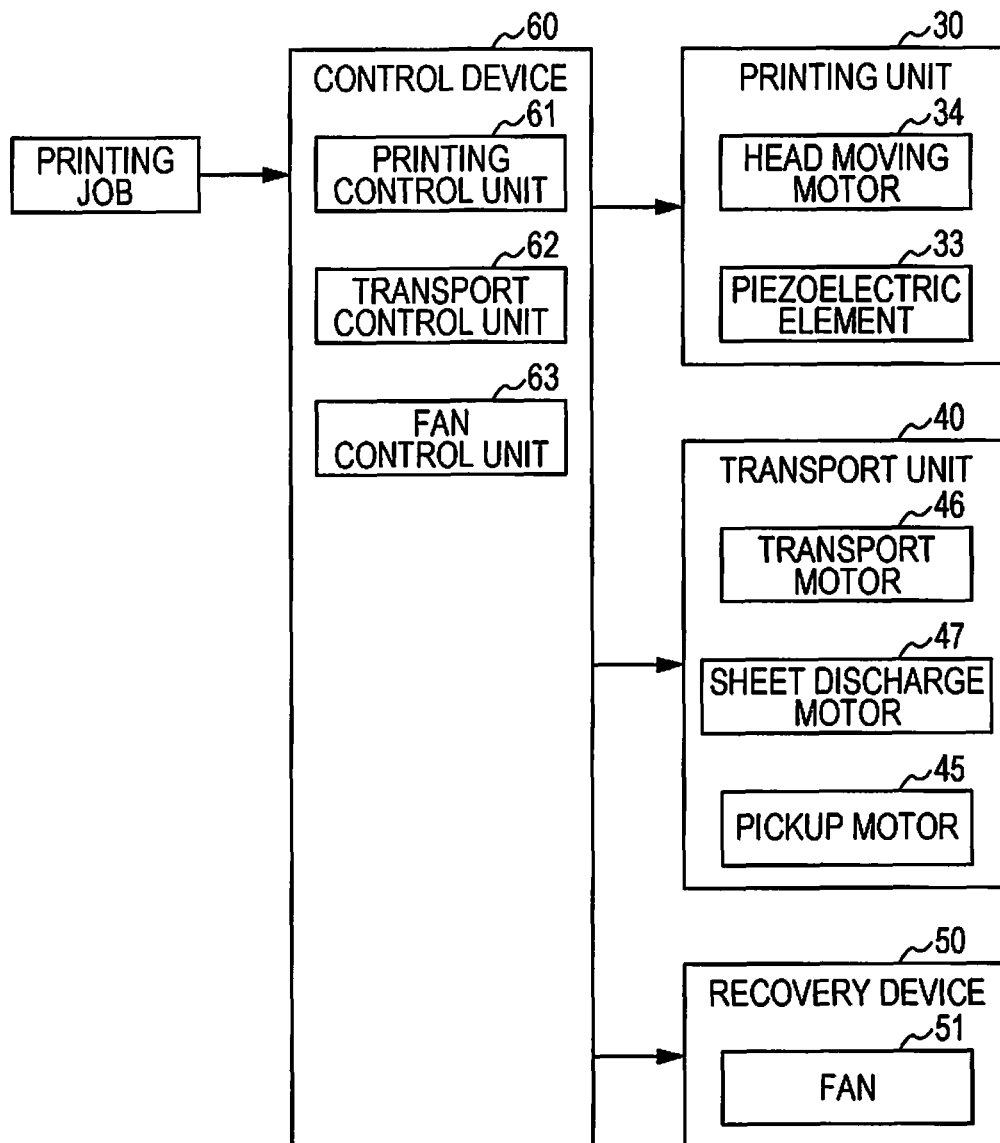 PRINTING
JOB
60
CONTROL DEVICE
61
PRINTING
CONTROL UNIT
62
TRANSPORT
CONTROL UNIT
63
FAN
CONTROL UNIT
30
PRINTING UNIT
34
HEAD MOVING
MOTOR
33
PIEZOELECTRIC
ELEMENT
40
TRANSPORT UNIT
46
TRANSPORT
MOTOR
47
SHEET DISCHARGE
MOTOR
45
PICKUP MOTOR
50
RECOVERY DEVICE
51
FAN